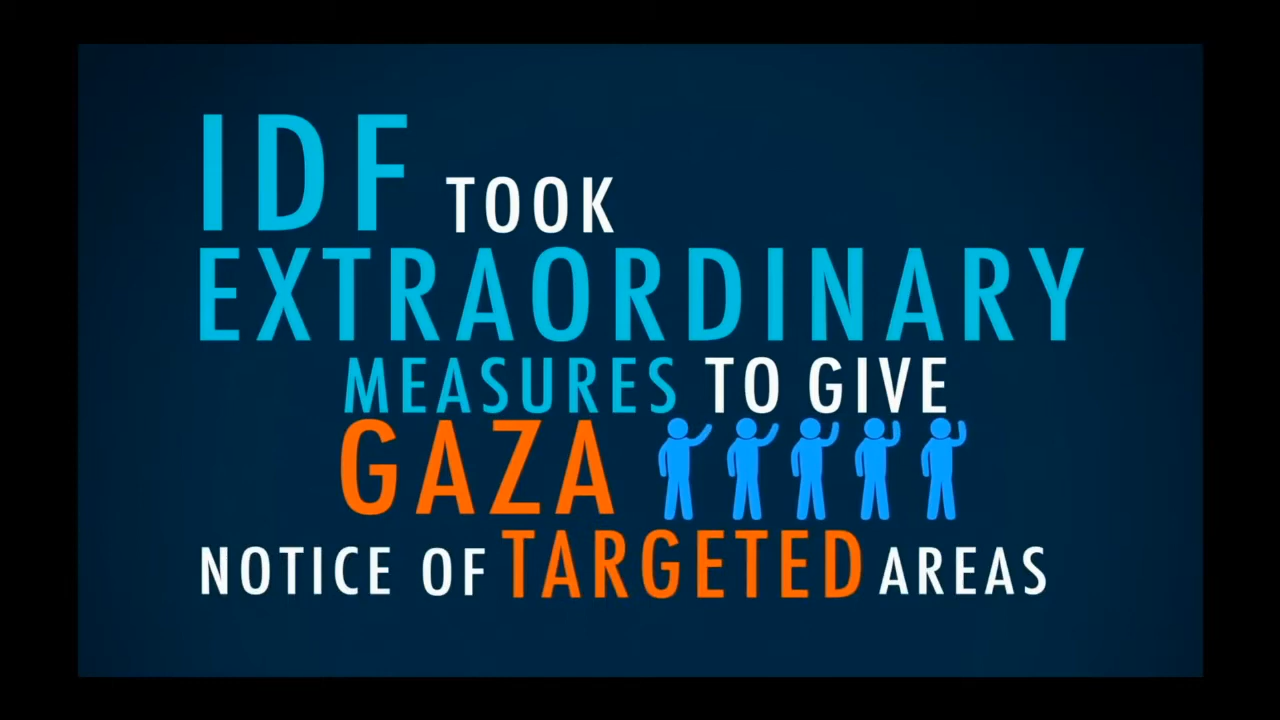 IDF TOOK
EXTRAORDINARY
MEASURES TO GIVE
GAZA
NOTICE OF TARGETED AREAS